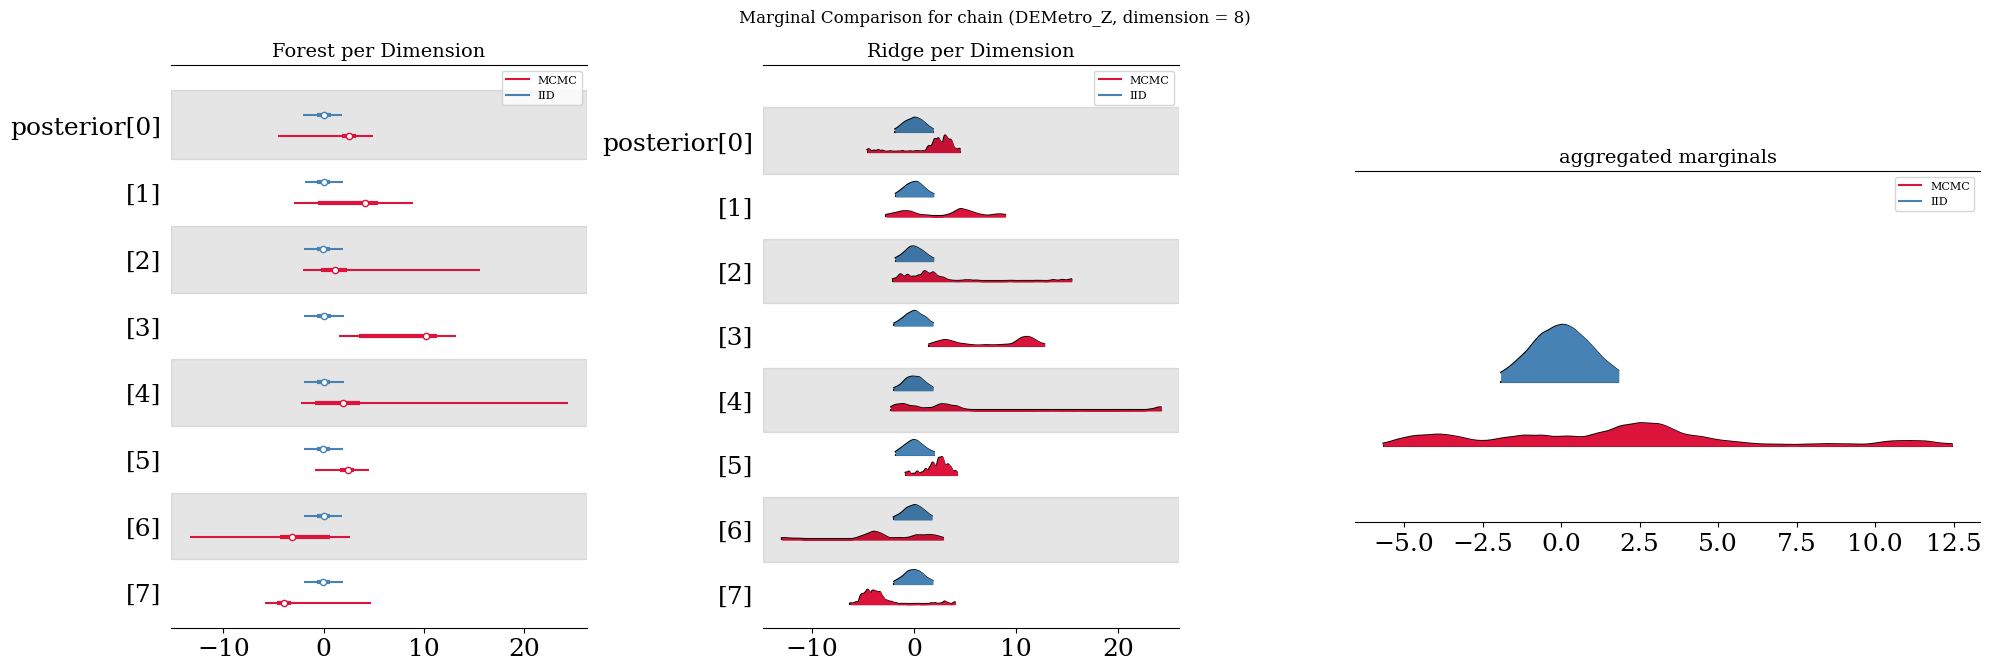 Marginal Comparison for chain (DEMetro_Z, dimension = 8)
Forest per Dimension
MCMC
IID
posterior[0]
[1]
[2]
[3]
[4]
[5]
[6]
[7]
−10 0 10 20
Ridge per Dimension
MCMC
IID
posterior[0]
[1]
[2]
[3]
[4]
[5]
[6]
[7]
−10 0 10 20
aggregated marginals
MCMC
IID
−5.0 −2.5 0.0 2.5 5.0 7.5 10.0 12.5